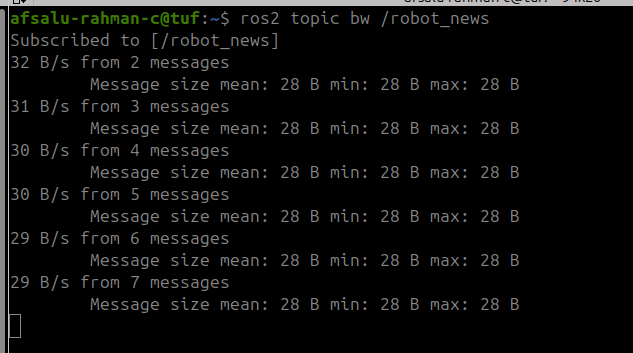 afsalu-rahman-c@tuf:~$ ros2 topic bw /robot_news
Subscribed to [/robot_news]
32 B/s from 2 messages
Message size mean: 28 B min: 28 B max: 28 B
31 B/s from 3 messages
Message size mean: 28 B min: 28 B max: 28 B
30 B/s from 4 messages
Message size mean: 28 B min: 28 B max: 28 B
30 B/s from 5 messages
Message size mean: 28 B min: 28 B max: 28 B
29 B/s from 6 messages
Message size mean: 28 B min: 28 B max: 28 B
29 B/s from 7 messages
Message size mean: 28 B min: 28 B max: 28 B